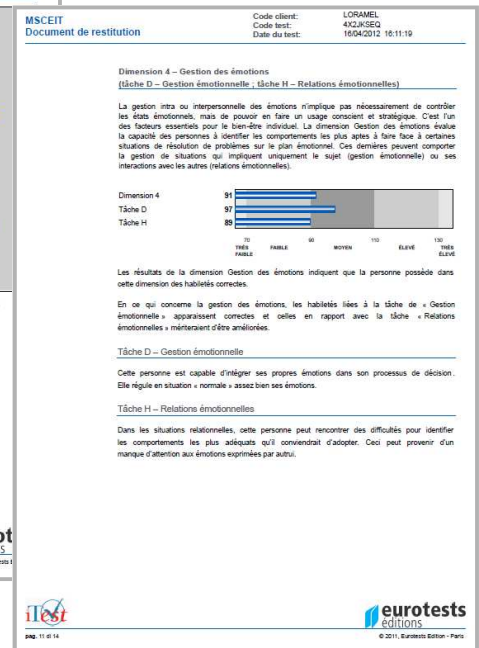 MSCEIT
Document de restitution
Code client: LORAMEL
Code test: 4X2JKSEQ
Date du test: 16/04/2012 16:11:19
Dimension 4 – Gestion des émotions
(tâche D – Gestion émotionnelle ; tâche H – Relations émotionnelles)
La gestion intra ou interpersonnelle des émotions n'implique pas nécessairement de contrôler
les états émotionnels, mais de pouvoir en faire un usage conscient et stratégique. C'est l'un
des facteurs essentiels pour le bien-être individuel. La dimension Gestion des émotions évalue
la capacité des personnes à identifier les comportements les plus aptes à faire face à certaines
situations de résolution de problèmes sur le plan émotionnel. Ces dernières peuvent comporter
la gestion de situations qui impliquent uniquement le sujet (gestion émotionnelle) ou ses
interactions avec les autres (relations émotionnelles).
Dimension 4 91
Tâche D 97
Tâche H 89
70 90 110 130
TRÈS FAIBLE FAIBLE MOYEN ÉLEVÉ TRÈS ÉLEVÉ
Les résultats de la dimension Gestion des émotions indiquent que la personne possède dans
cette dimension des habiletés correctes.
En ce qui concerne la gestion des émotions, les habiletés liées à la tâche de « Gestion
émotionnelle » apparaissent correctes et celles en rapport avec la tâche « Relations
émotionnelles » mériteraient d'être améliorées.
Tâche D – Gestion émotionnelle
Cette personne est capable d'intégrer ses propres émotions dans son processus de décision.
Elle régule en situation « normale » assez bien ses émotions.
Tâche H – Relations émotionnelles
Dans les situations relationnelles, cette personne peut rencontrer des difficultés pour identifier
les comportements les plus adéquats qu'il conviendrait d'adopter. Ceci peut provenir d'un
manque d'attention aux émotions exprimées par autrui.
iTest
eurotests
éditions
pag. 11 di 14
© 2011, Eurotests Edition - Paris